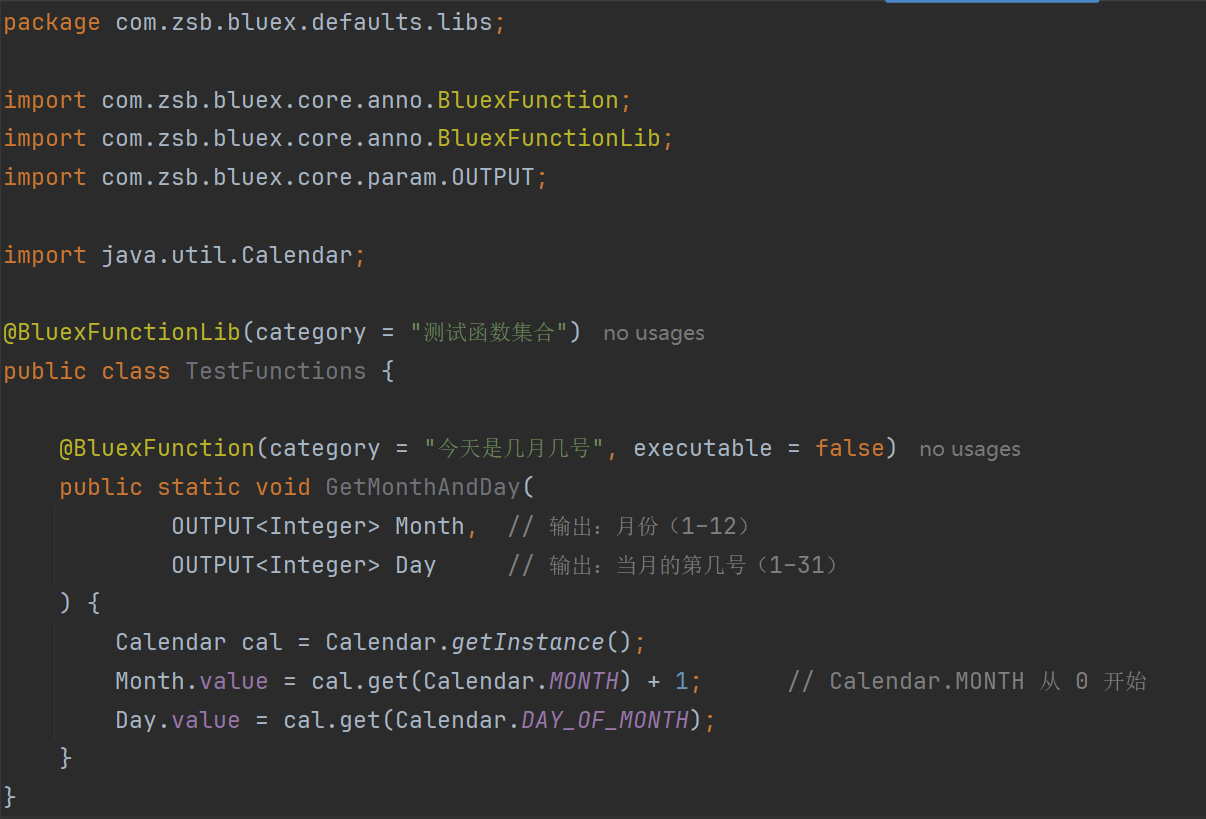 package com.zsb.bluex.defaults.libs;
import com.zsb.bluex.core.anno.BluexFunction;
import com.zsb.bluex.core.anno.BluexFunctionLib;
import com.zsb.bluex.core.param.OUTPUT;
import java.util.Calendar;
@BluexFunctionLib(category = "测试函数集合") no usages
public class TestFunctions {
@BluexFunction(category = "今天是几月几号", executable = false) no usages
public static void GetMonthAndDay(
OUTPUT<Integer> Month, // 输出: 月份（1-12）
OUTPUT<Integer> Day // 输出: 当月的第几号（1-31）
) {
Calendar cal = Calendar.getInstance();
Month.value = cal.get(Calendar.MONTH) + 1; // Calendar.MONTH 从 0 开始
Day.value = cal.get(Calendar.DAY_OF_MONTH);
}
}